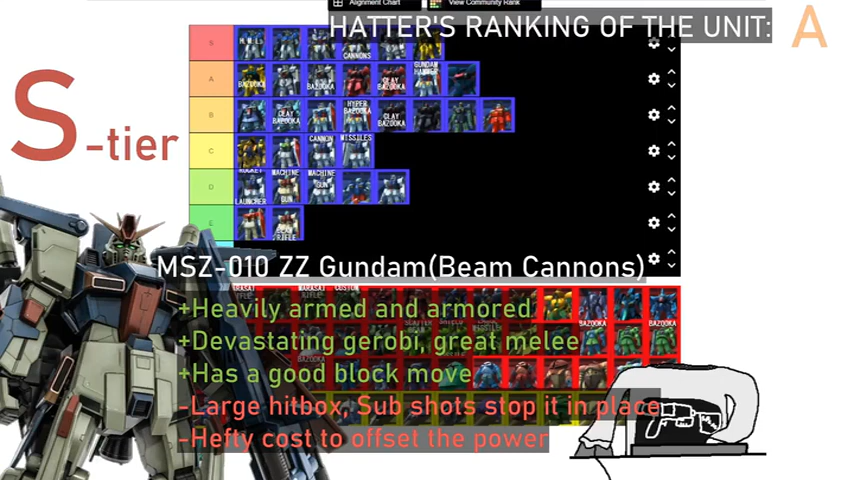 Alignment Chart
View Community Rank
HATTER'S RANKING OF THE UNIT: A
S-tier
S
CANNONS
A
BAZOOKA
BAZOOKA
CLAY BAZOOKA
GUNDAM HAMMER
B
CLAY BAZOOKA
HYPER BAZOOKA
CLAY BAZOOKA
C
CANNON
MISSILES
D
ROCKET LAUNCHER
MACHINE GUN
MACHINE GUN
E
BEAM RIFLE
MSZ-010 ZZ Gundam(Beam Cannons)
+Heavily armed and armored.
BAZOOKA
BAZOOKA
+Devastating gerobi, great melee
+Has a good block move
-Large hitbox, Sub shots stop it in place
-Hefty cost to offset the power